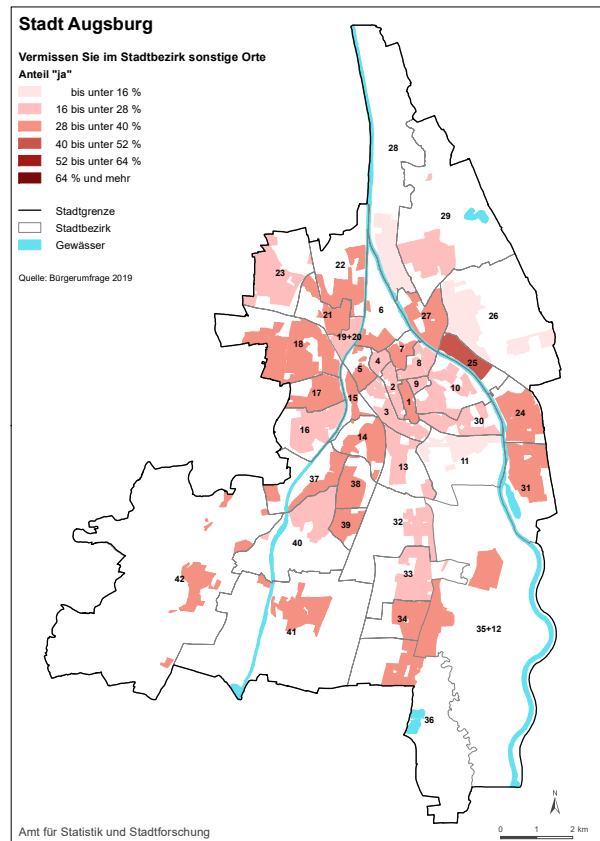 Stadt Augsburg
Vermissen Sie im Stadtbezirk sonstige Orte
Anteil "ja"
bis unter 16 %
16 bis unter 28 %
28 bis unter 40 %
40 bis unter 52 %
52 bis unter 64 %
64 % und mehr
Stadtgrenze
Stadtbezirk
Gewässer
Quelle: Bürgerumfrage 2019
28
29
23
22
6
26
21
27
18
19+20
7
4
8
25
5
17
2
9
10
15
1
24
3
30
16
14
13
11
31
37
38
32
39
40
33
42
34
41
35+12
36
N
0 1 2 km
Amt für Statistik und Stadtforschung